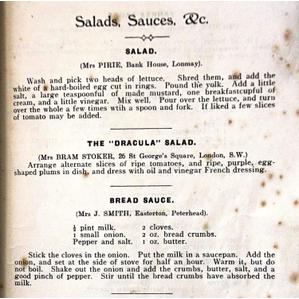 Salads, Sauces, &c.
SALAD.
(Mrs PIRIE, Bank House, Lonmay).
Wash and pick two heads of lettuce. Shred them, and add the
white of a hard-boiled egg cut in rings. Pound the yolk. Add a little
salt, a large teaspoonful of made mustard, one breakfastcupful of
cream, and a little vinegar. Mix well. Pour over the lettuce, and turn
over the whole a few times with a spoon and fork. If liked a few slices
of tomato may be added.
THE "DRACULA" SALAD.
(Mrs BRAM STOKER, 26 St George's Square, London, S.W.)
Arrange alternate slices of ripe tomatoes, and ripe, purple, egg-
shaped plums in dish, and dress with oil and vinegar French dressing.
BREAD SAUCE.
(Mrs J. SMITH, Easterton, Peterhead).
½ pint milk. 2 cloves.
1 small onion. 2 oz. bread crumbs.
Pepper and salt. 1 oz. butter.
Stick the cloves in the onion. Put the milk in a saucepan. Add the
onion, and set at the side of stove for half an hour. Warm it, but do
not boil. Shake out the onion and add the crumbs, butter, salt, and a
good pinch of pepper. Stir until the bread crumbs have absorbed the
milk.